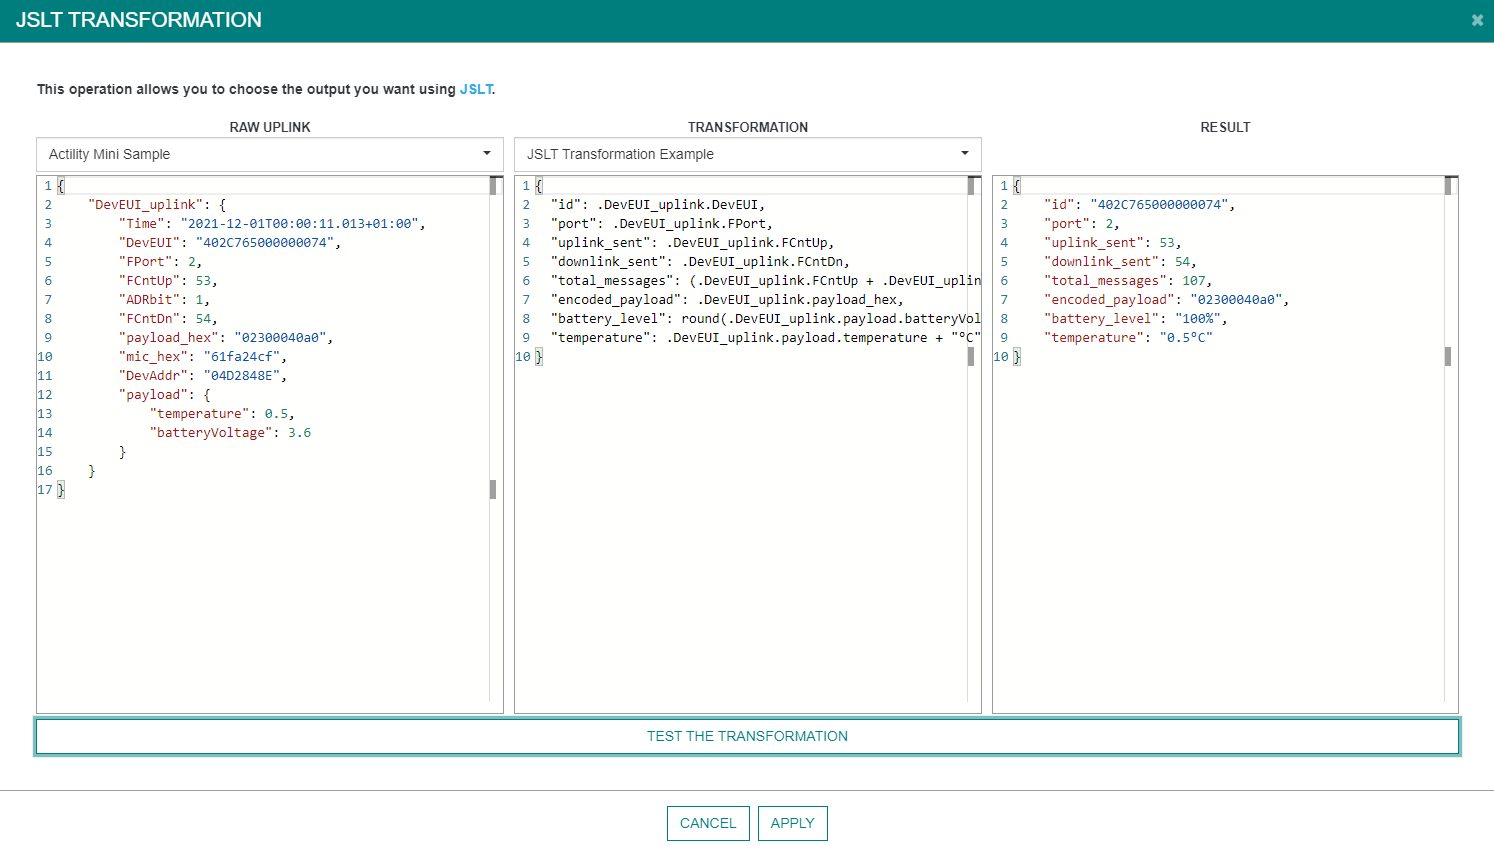 JSLT TRANSFORMATION
This operation allows you to choose the output you want using JSLT.
RAW UPLINK
Actility Mini Sample
1 {
2 "DevEUI_uplink": {
3 "Time": "2021-12-01T00:00:11.013+01:00",
4 "DevEUI": "402C765000000074",
5 "FPort": 2,
6 "FCntUp": 53,
7 "ADRbit": 1,
8 "FCntDn": 54,
9 "payload_hex": "02300040a0",
10 "mic_hex": "61fa24cf",
11 "DevAddr": "04D2848E",
12 "payload": {
13 "temperature": 0.5,
14 "batteryVoltage": 3.6
15 }
16 }
17 }
TRANSFORMATION
JSLT Transformation Example
1 {
2 "id": .DevEUI_uplink.DevEUI,
3 "port": .DevEUI_uplink.FPort,
4 "uplink_sent": .DevEUI_uplink.FCntUp,
5 "downlink_sent": .DevEUI_uplink.FCntDn,
6 "total_messages": (.DevEUI_uplink.FCntUp + .DevEUI_uplin
7 "encoded_payload": .DevEUI_uplink.payload_hex,
8 "battery_level": round(.DevEUI_uplink.payload.batteryVol
9 "temperature": .DevEUI_uplink.payload.temperature + "ºC"
10 }
RESULT
1 {
2 "id": "402C765000000074",
3 "port": 2,
4 "uplink_sent": 53,
5 "downlink_sent": 54,
6 "total_messages": 107,
7 "encoded_payload": "02300040a0",
8 "battery_level": "100%",
9 "temperature": "0.5ºC"
10 }
TEST THE TRANSFORMATION
CANCEL
APPLY